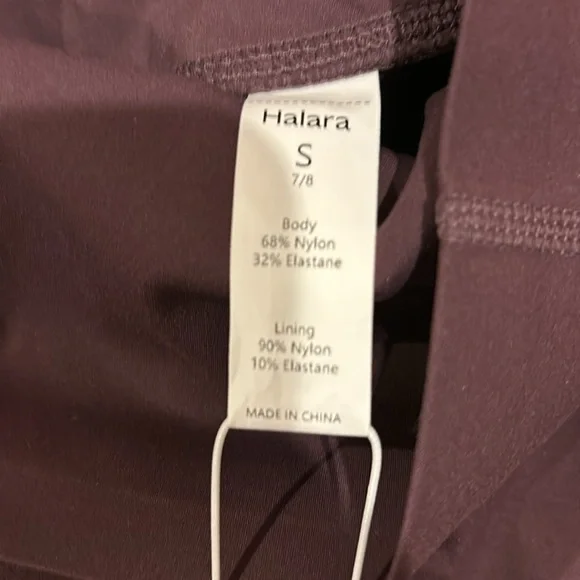 Halara
S
7/8
Body
68% Nylon
32% Elastane
Lining
90% Nylon
10% Elastane
MADE IN CHINA